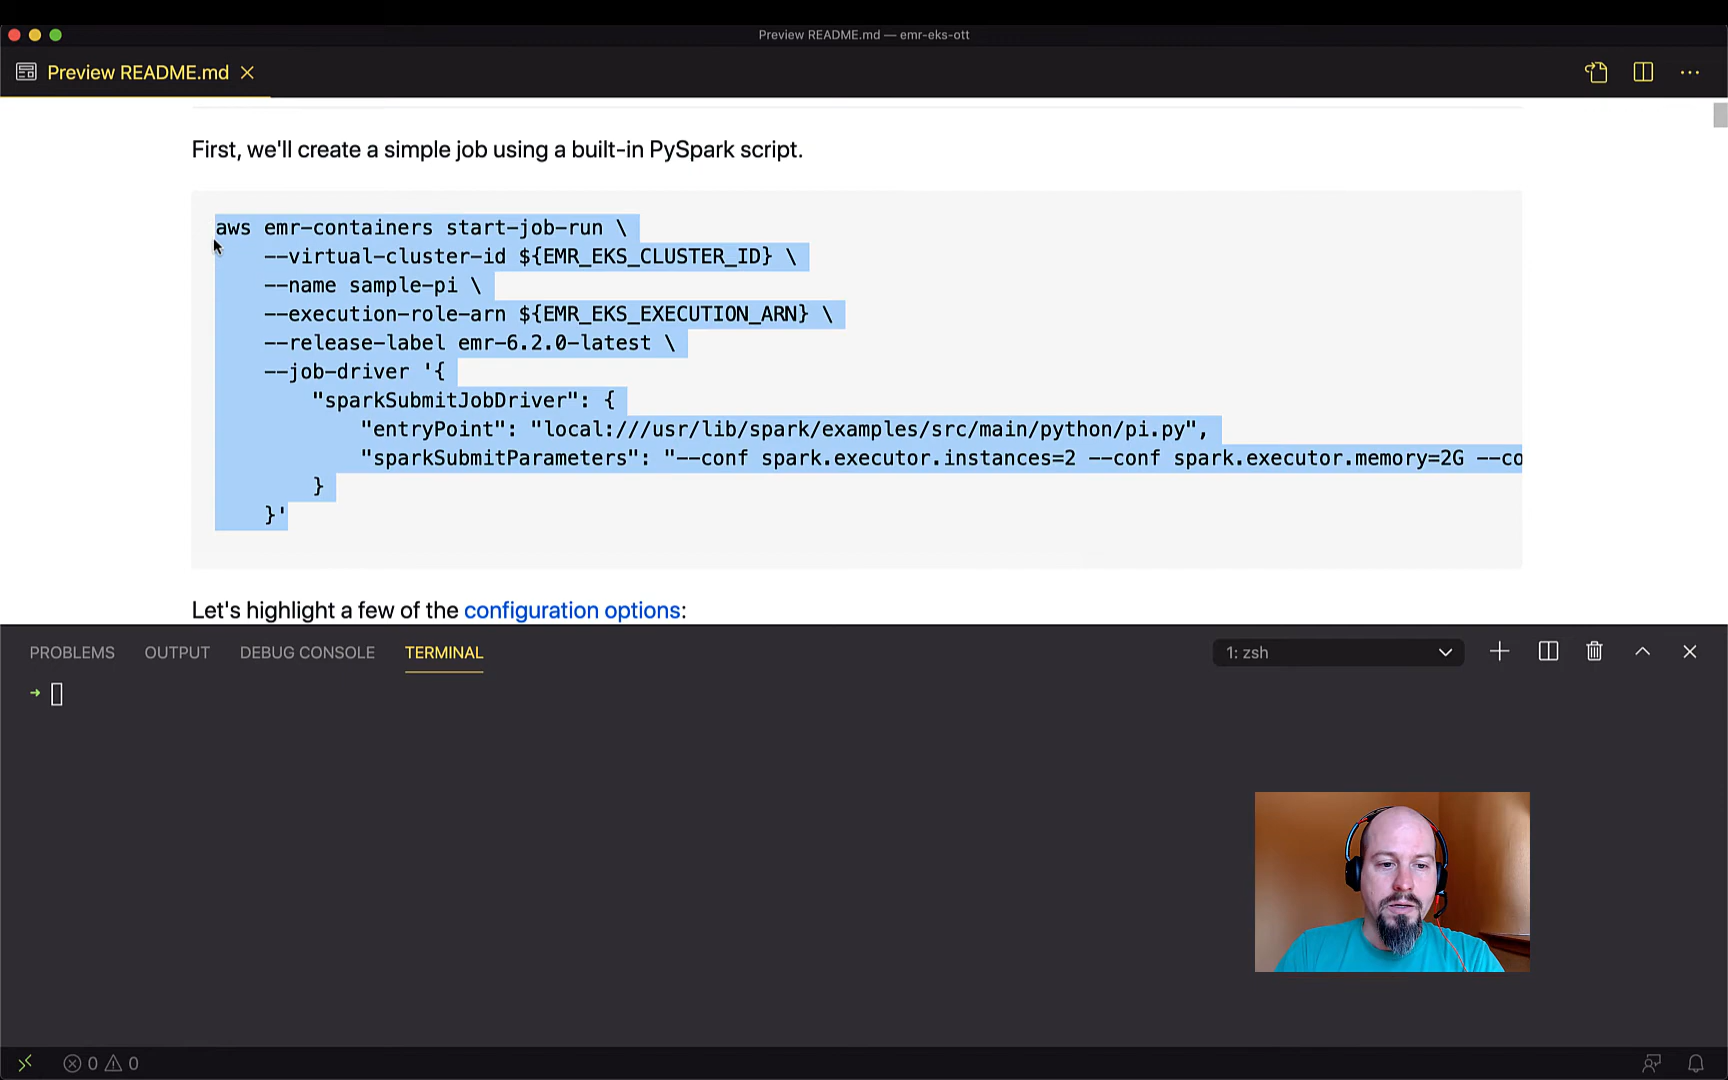 Preview README.md — emr-eks-ott
Preview README.md
First, we'll create a simple job using a built-in PySpark script.
aws emr-containers start-job-run \
--virtual-cluster-id ${EMR_EKS_CLUSTER_ID} \
--name sample-pi \
--execution-role-arn ${EMR_EKS_EXECUTION_ARN} \
--release-label emr-6.2.0-latest \
--job-driver '{
"sparkSubmitJobDriver": {
"entryPoint": "local:///usr/lib/spark/examples/src/main/python/pi.py",
"sparkSubmitParameters": "--conf spark.executor.instances=2 --conf spark.executor.memory=2G --co
}
}'
Let's highlight a few of the configuration options:
PROBLEMS OUTPUT DEBUG CONSOLE TERMINAL 1: zsh
0 0